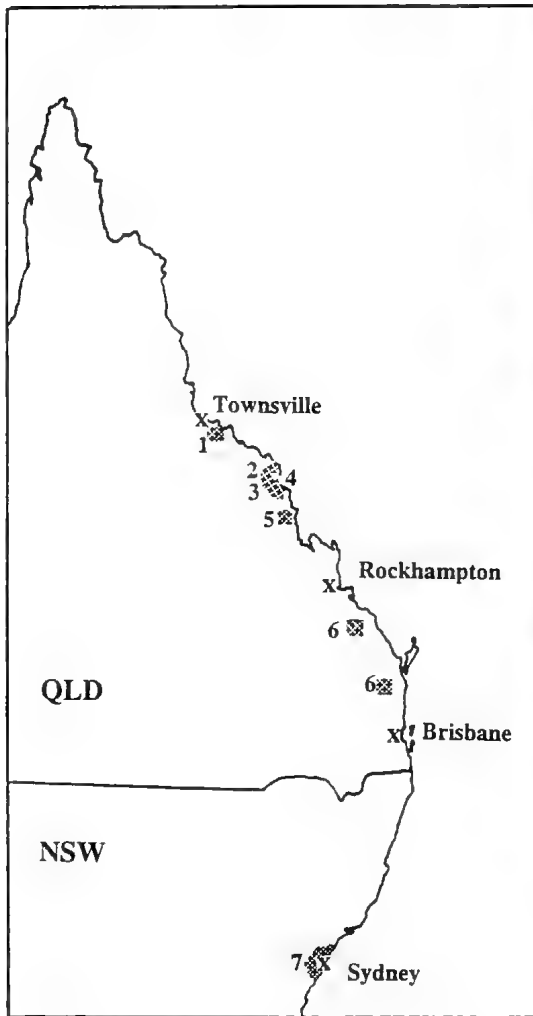 x Townsville
1
2
4
3
5
Rockhampton
x
6
6
QLD
x Brisbane
NSW
7 x Sydney